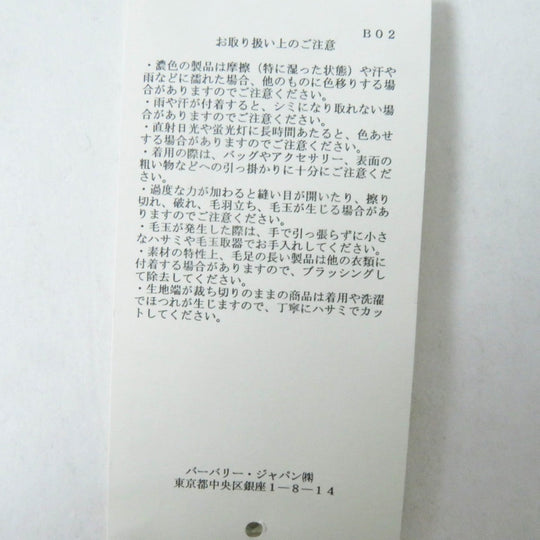 B02
お取り扱い上のご注意
・濃色の製品は摩擦（特に湿った状態）や汗や
雨などに濡れた場合、他のものに色移りする場
合がありますのでご注意ください。
・雨や汗が付着すると、シミになり取れない場
合がありますのでご注意ください。
・直射日光や蛍光灯に長時間あたると、色あせ
する場合がありますのでご注意ください。
・着用の際は、バッグやアクセサリー、表面の
粗い物などへの引っ掛かりに十分にご注意くだ
さい。
・過度な力が加わると縫い目が開いたり、擦り
切れ、破れ、毛羽立ち、毛玉が生じる場合があ
りますのでご注意ください。
・毛玉が発生した際は、手で引っ張らずに小さ
なハサミや毛玉取器でお手入れしてください。
・素材の特性上、毛足の長い製品は他の衣類に
付着する場合がありますので、ブラッシングし
て除去してください。
・生地端が裁ち切りのままの商品は着用や洗濯
でほつれが生じますので、丁寧にハサミでカッ
トしてください。
バーバリー・ジャパン㈱
東京都中央区銀座１―８―１４